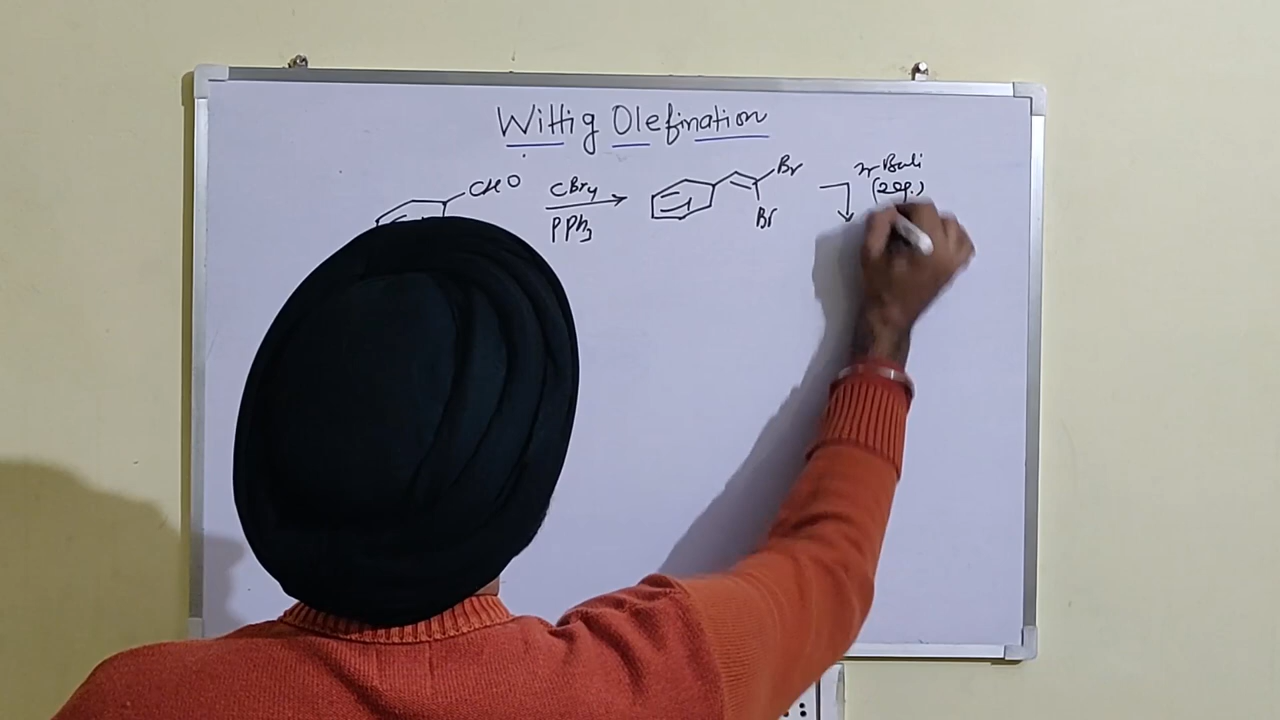 Wittig Olefination
CHO
CBr4
PPh3
Br
Br
n BuLi
(2eq.)